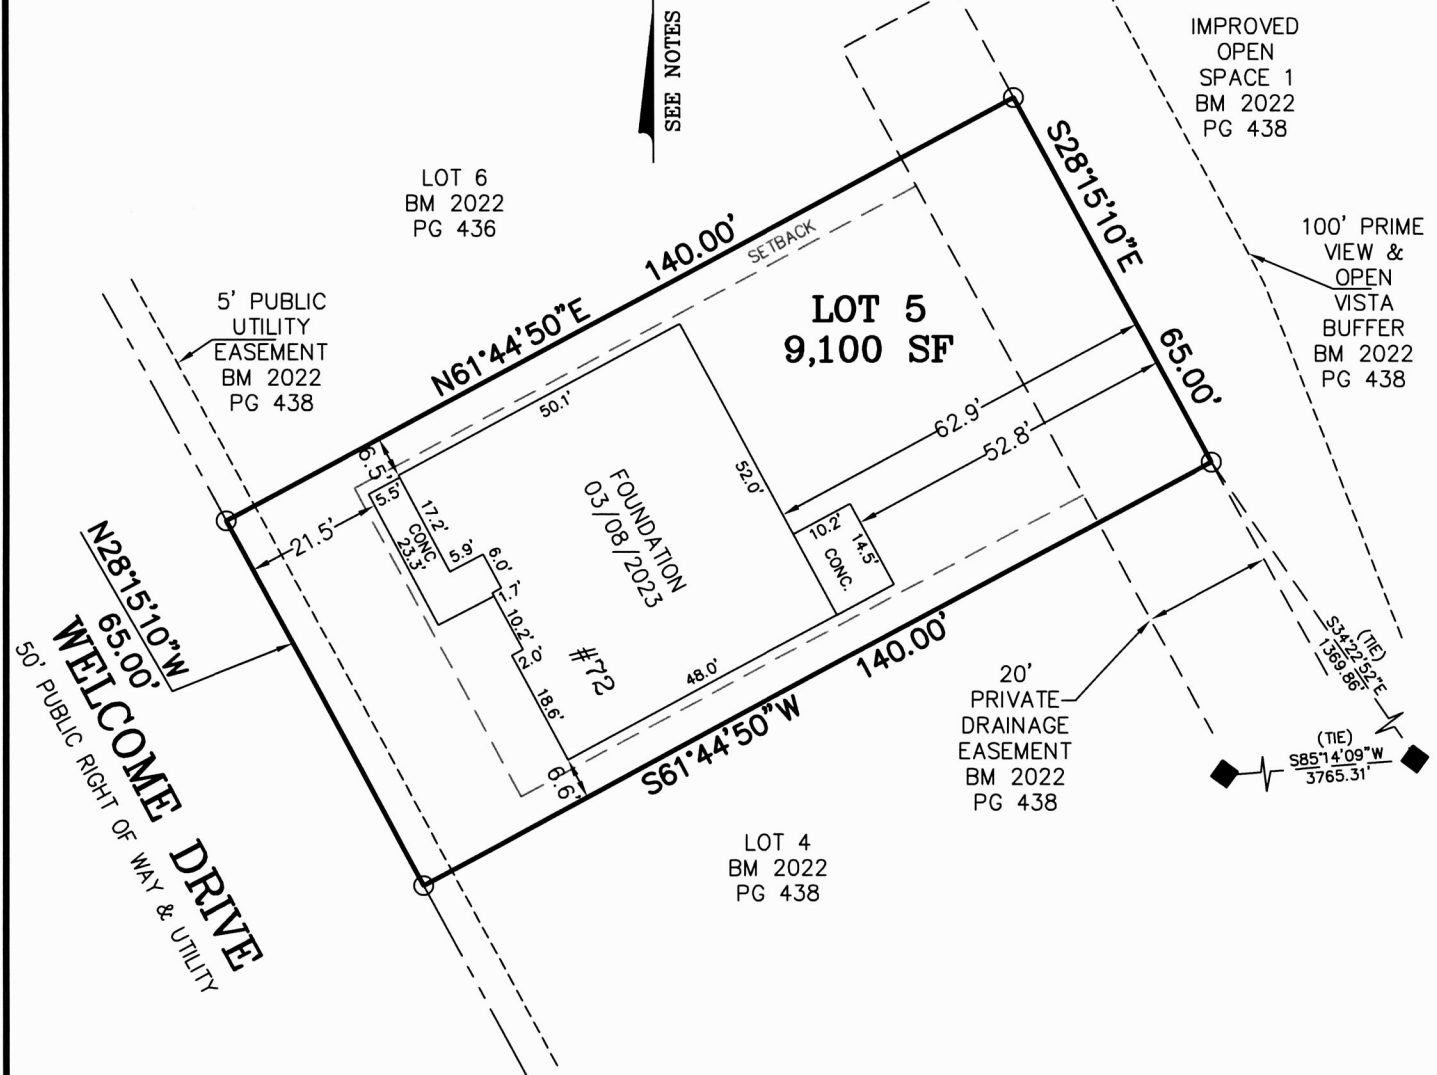 SEE NOTES
IMPROVED
OPEN
SPACE 1
BM 2022
PG 438
LOT 6
BM 2022
PG 436
S28°15'10"E
65.00'
140.00'
N61°44'50"E
SETBACK
100' PRIME
VIEW &
OPEN
VISTA
BUFFER
BM 2022
PG 438
5' PUBLIC
UTILITY
EASEMENT
BM 2022
PG 438
LOT 5
9,100 SF
50.1'
6.5'
5.5'
17.2'
CONC.
23.3'
5.9'
6.0'
1.7'
10.2'
2.0'
18.6'
21.5'
FOUNDATION
03/08/2023
#72
52.0'
62.9'
52.8'
10.2'
14.5'
CONC.
48.0'
6.6'
N28°15'10"W
65.00'
WELCOME DRIVE
50' PUBLIC RIGHT OF WAY & UTILITY
140.00'
S61°44'50"W
20'
PRIVATE
DRAINAGE
EASEMENT
BM 2022
PG 438
(TIE)
S34°22'52"E
1369.86'
(TIE)
S85°14'09"W
3765.31'
LOT 4
BM 2022
PG 438